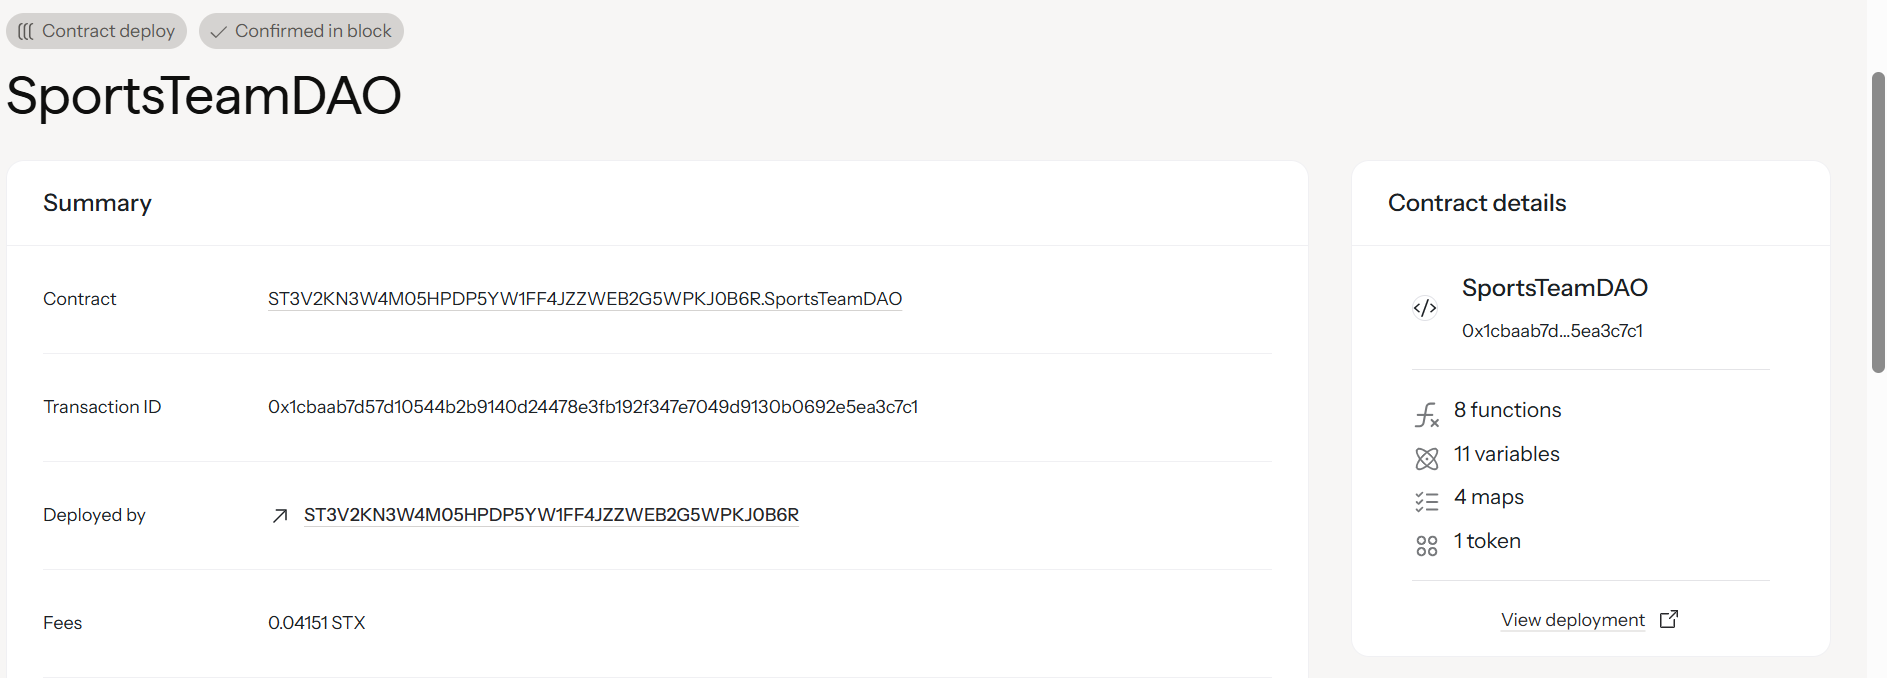 Contract deploy
Confirmed in block
SportsTeamDAO
Summary
Contract
ST3V2KN3W4M05HPDP5YW1FF4JZZWEB2G5WPKJ0B6R.SportsTeamDAO
Transaction ID
0x1cbaab7d57d10544b2b9140d24478e3fb192f347e7049d9130b0692e5ea3c7c1
Deployed by
ST3V2KN3W4M05HPDP5YW1FF4JZZWEB2G5WPKJ0B6R
Fees
0.04151 STX
Contract details
SportsTeamDAO
0x1cbaab7d...5ea3c7c1
8 functions
11 variables
4 maps
1 token
View deployment